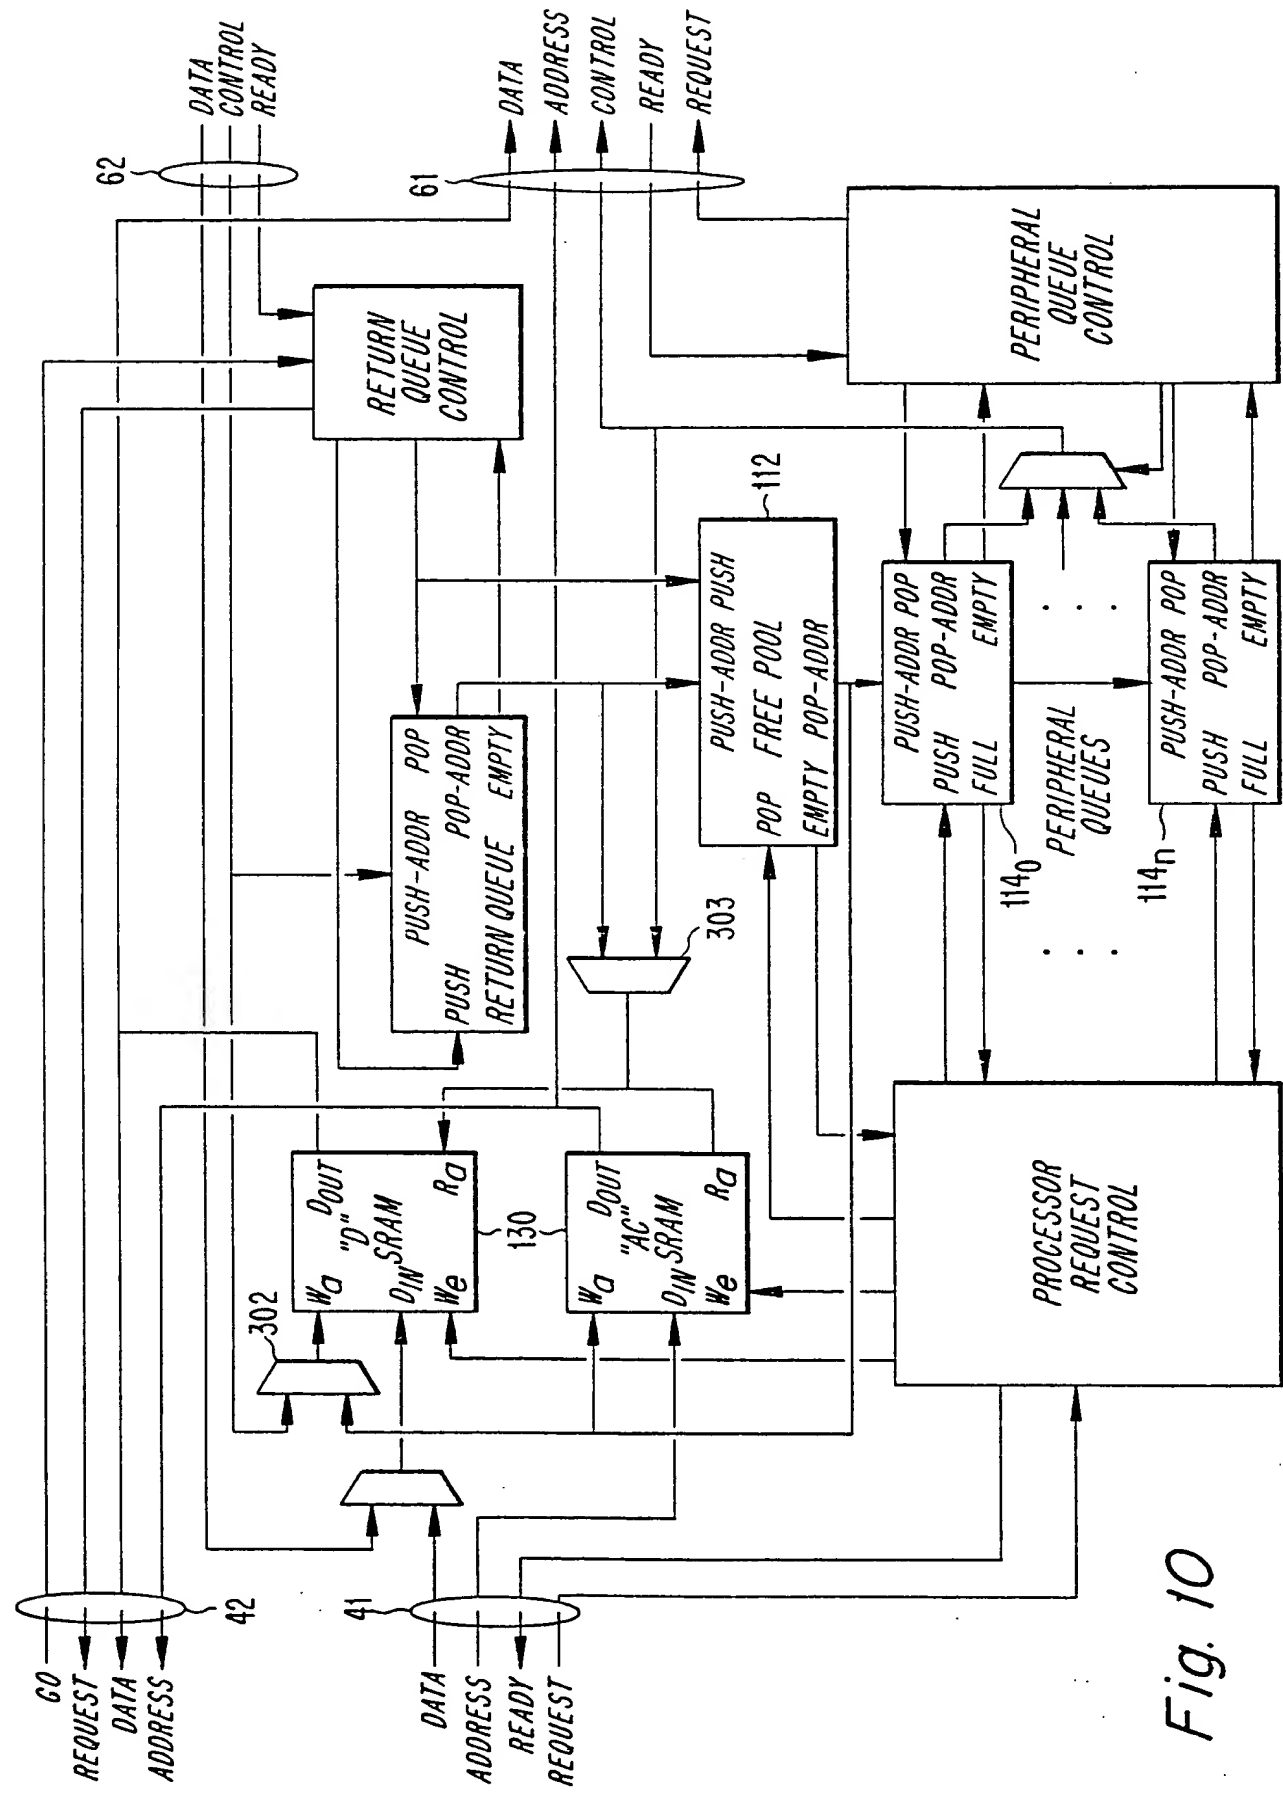 GO
REQUEST
DATA
ADDRESS
42
DATA
ADDRESS
READY
REQUEST
41
302
Wa
DOUT
"D"
DIN
SRAM
We
Ra
130
Wa
DOUT
"AC"
DIN
SRAM
We
Ra
303
PUSH-ADDR
POP
PUSH
POP-ADDR
RETURN QUEUE
EMPTY
RETURN
QUEUE
CONTROL
62
DATA
CONTROL
READY
61
DATA
ADDRESS
CONTROL
READY
REQUEST
112
PUSH-ADDR
PUSH
POP
FREE POOL
EMPTY
POP-ADDR
PROCESSOR
REQUEST
CONTROL
PUSH-ADDR
POP
PUSH
POP-ADDR
FULL
EMPTY
114₀
PERIPHERAL
QUEUES
. . .
. . .
114n
PUSH-ADDR
POP
PUSH
POP-ADDR
FULL
EMPTY
PERIPHERAL
QUEUE
CONTROL
Fig. 10